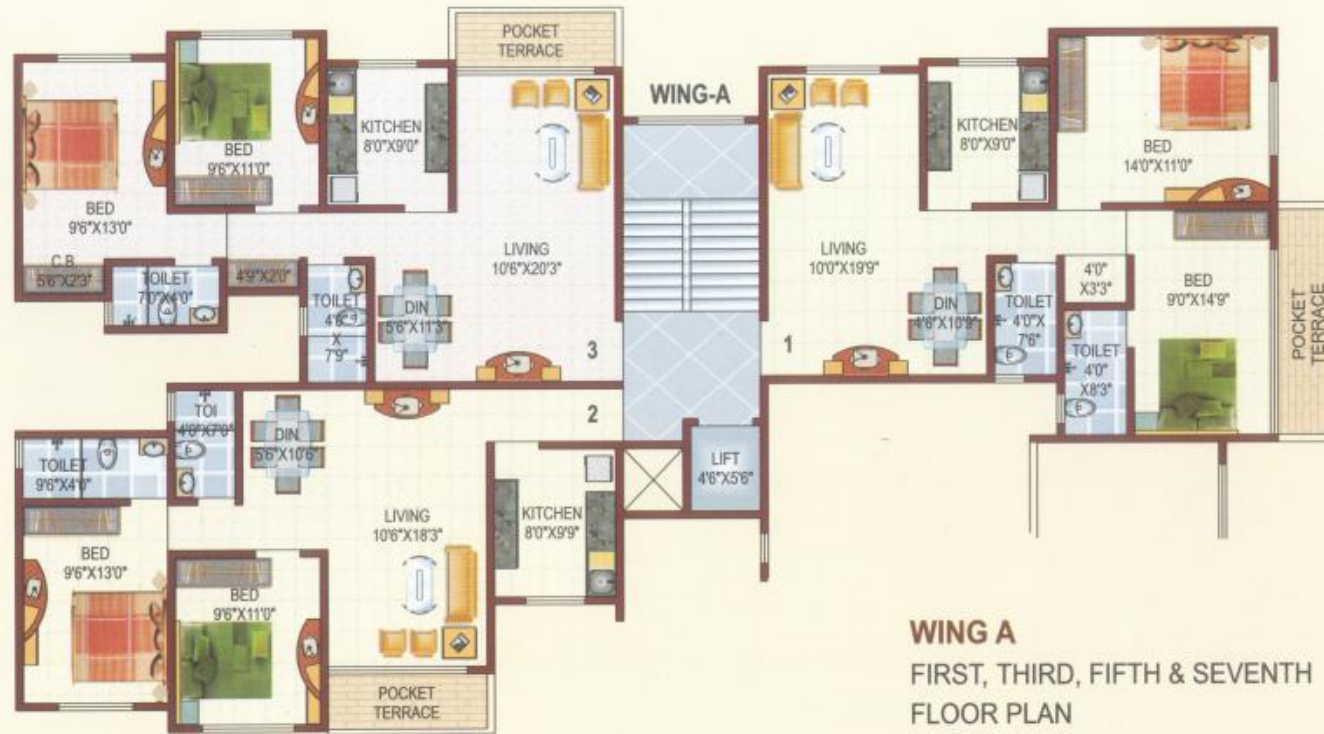 POCKET
TERRACE
WING-A
BED
9'6"X13'0"
C.B.
5'6"X2'3"
BED
9'6"X11'0"
KITCHEN
8'0"X9'0"
LIVING
10'6"X20'3"
TOILET
7'0"X4'0"
4'9"X2'0"
TOILET
4'6"
X
7'9"
DIN
5'6"X11'3"
3
KITCHEN
8'0"X9'0"
BED
14'0"X11'0"
LIVING
10'0"X19'9"
DIN
4'6"X10'9"
1
TOILET
4'0"X
7'6"
4'0"
X3'3"
TOILET
4'0"
X8'3"
BED
9'0"X14'9"
POCKET
TERRACE
TOI
4'0"X7'0"
DIN
5'6"X10'6"
2
TOILET
9'6"X4'0"
LIFT
4'6"X5'6"
LIVING
10'6"X18'3"
KITCHEN
8'0"X9'9"
BED
9'6"X13'0"
BED
9'6"X11'0"
POCKET
TERRACE
WING A
FIRST, THIRD, FIFTH & SEVENTH
FLOOR PLAN